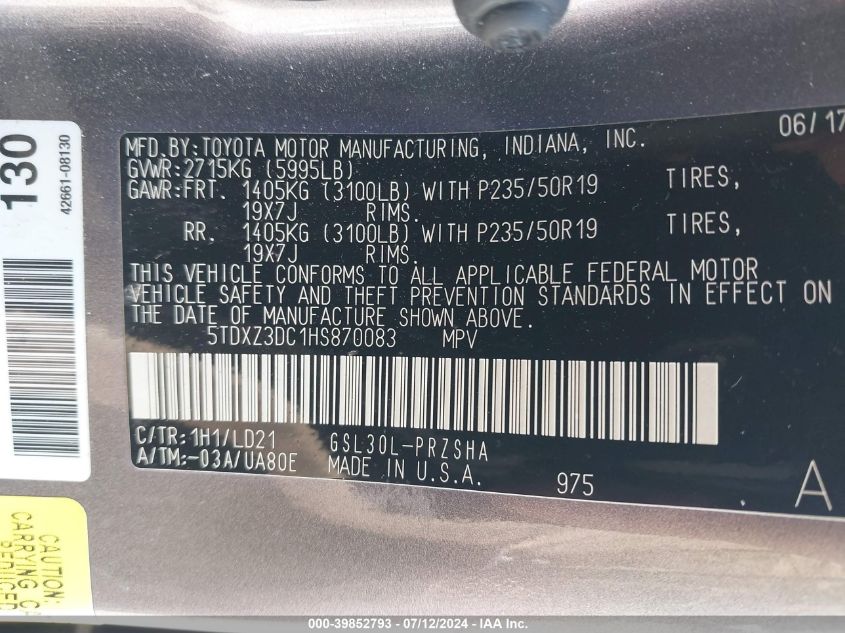 130
42661-08130
MFD. BY: TOYOTA MOTOR MANUFACTURING, INDIANA, INC. 06/17
GVWR: 2715KG (5995LB)
GAWR: FRT. 1405KG (3100LB) WITH P235/50R19 TIRES,
19X7J RIMS.
RR. 1405KG (3100LB) WITH P235/50R19 TIRES,
19X7J RIMS.
THIS VEHICLE CONFORMS TO ALL APPLICABLE FEDERAL MOTOR
VEHICLE SAFETY AND THEFT PREVENTION STANDARDS IN EFFECT ON
THE DATE OF MANUFACTURE SHOWN ABOVE.
5TDXZ3DC1HS870083 MPV
C/TR: 1H1/LD21 GSL30L-PRZSHA
A/TM: -03A/UA80E MADE IN U.S.A. 975 A
CAUTION:
CARRYING
000-39852793 - 07/12/2024 - IAA Inc.